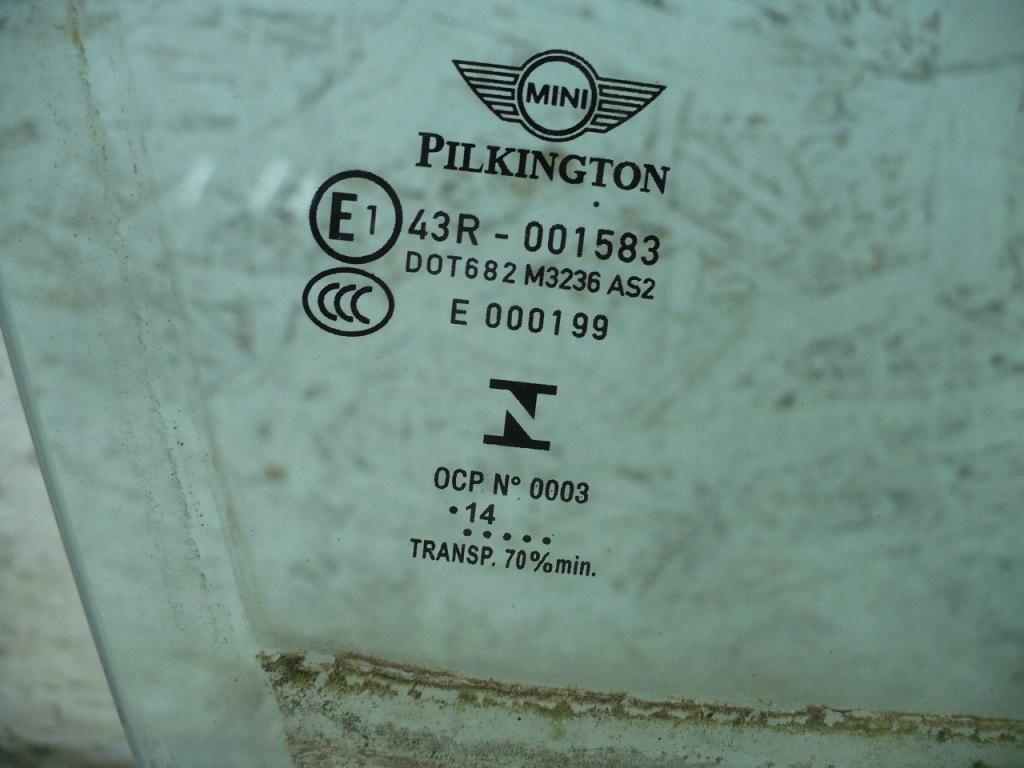 MINI
PILKINGTON
E1 43R - 001583
DOT682 M3236 AS2
CCC E 000199
OCP N° 0003
•14
•••••
TRANSP. 70%min.